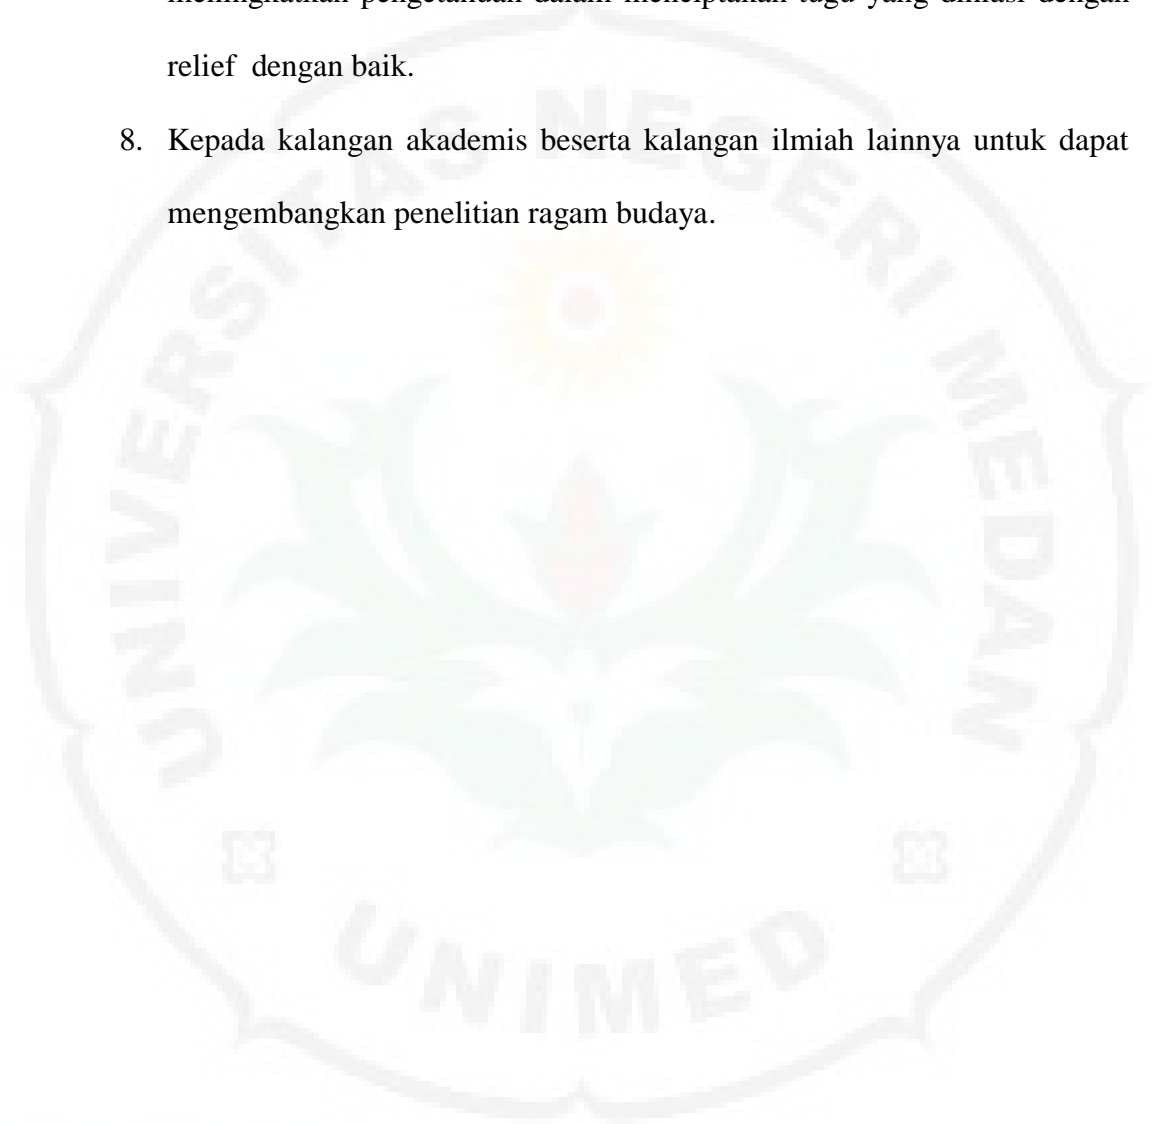 meningkatkan pengetahuan dalam menciptakan tugu yang dihiasi dengan
relief dengan baik.
8. Kepada kalangan akademis beserta kalangan ilmiah lainnya untuk dapat
mengembangkan penelitian ragam budaya.
UNIVERSITAS NEGERI MEDAN
UNIMED